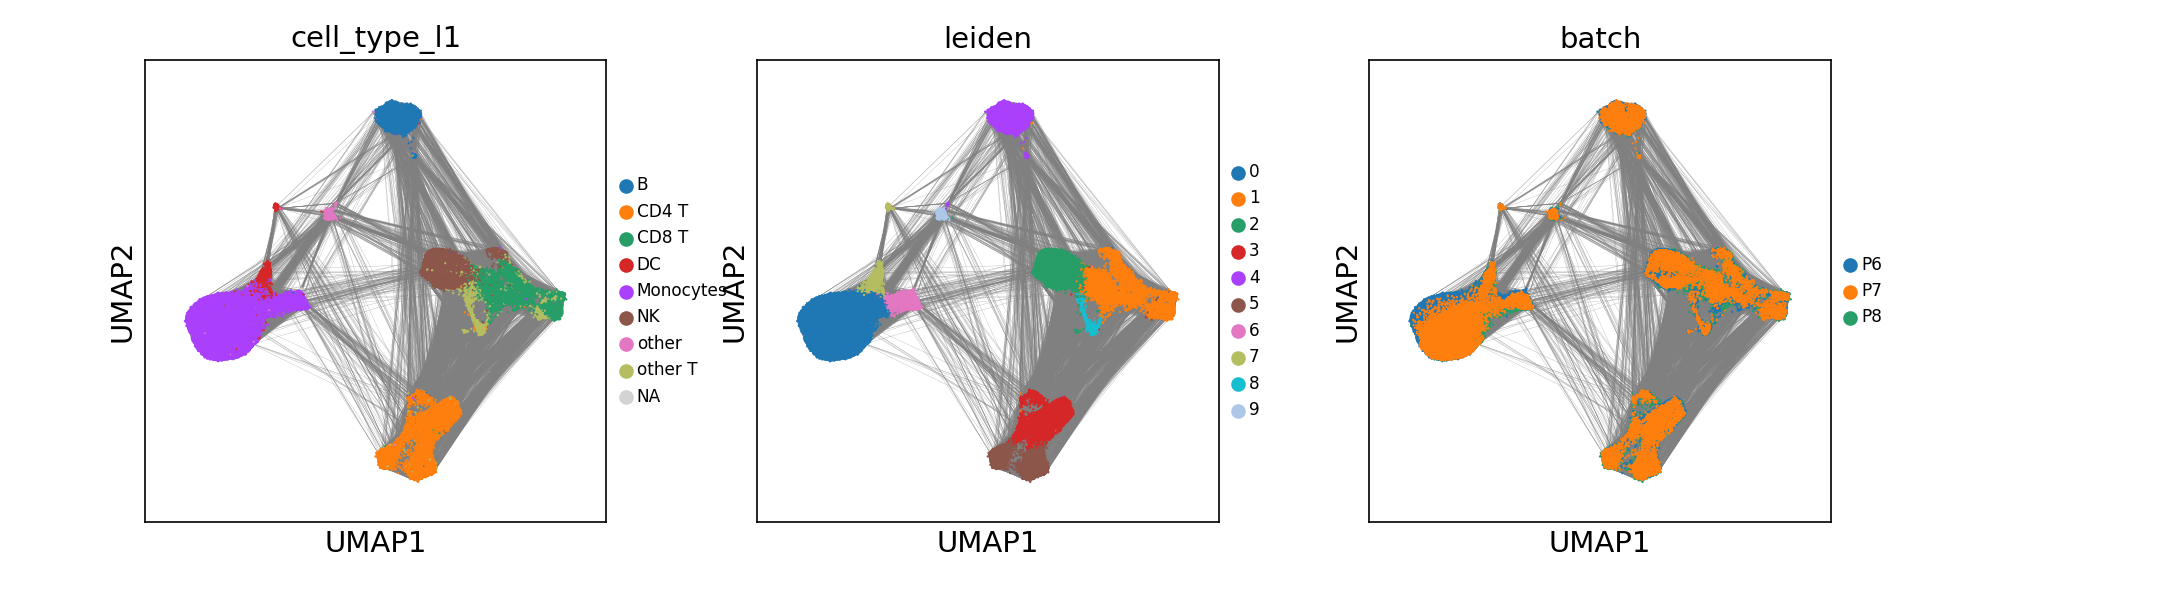 cell_type_l1
UMAP2
UMAP1
B
CD4 T
CD8 T
DC
Monocytes
NK
other
other T
NA
leiden
UMAP2
UMAP1
0
1
2
3
4
5
6
7
8
9
batch
UMAP2
UMAP1
P6
P7
P8